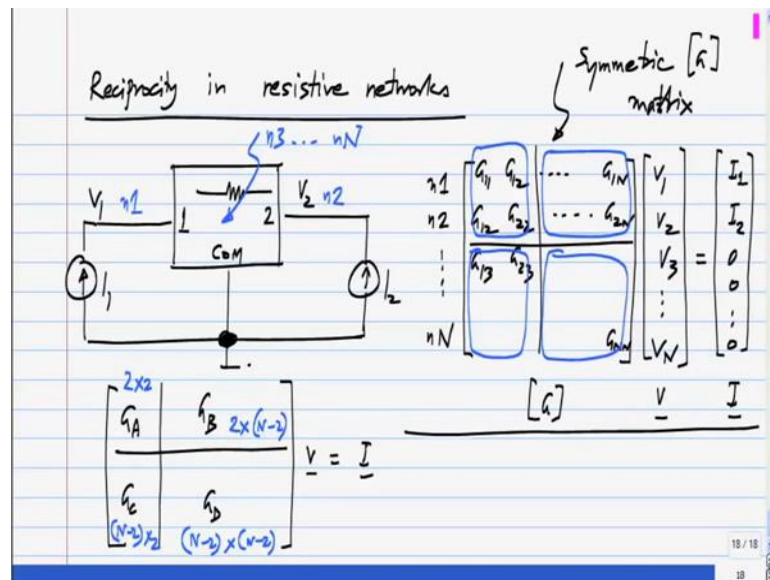 Reciprocity in resistive networks
Symmetric [G]
matrix
n3.... nN
V1 n1
V2 n2
1 2
COM
I1
I2
n1 G11 G12 .... G1N V1 I1
n2 G12 G22 .... G2N V2 I2
G13 G23 V3 = 0
0
nN GNN VN 0
[G] V I
2x2
GA GB 2x(N-2)
V = I
GC GD
(N-2)x2 (N-2)x(N-2)
18 / 18
18